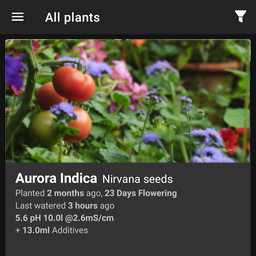 All plants
Aurora Indica Nirvana seeds
Planted 2 months ago, 23 Days Flowering
Last watered 3 hours ago
5.6 pH 10.0l @2.6mS/cm
+ 13.0ml Additives